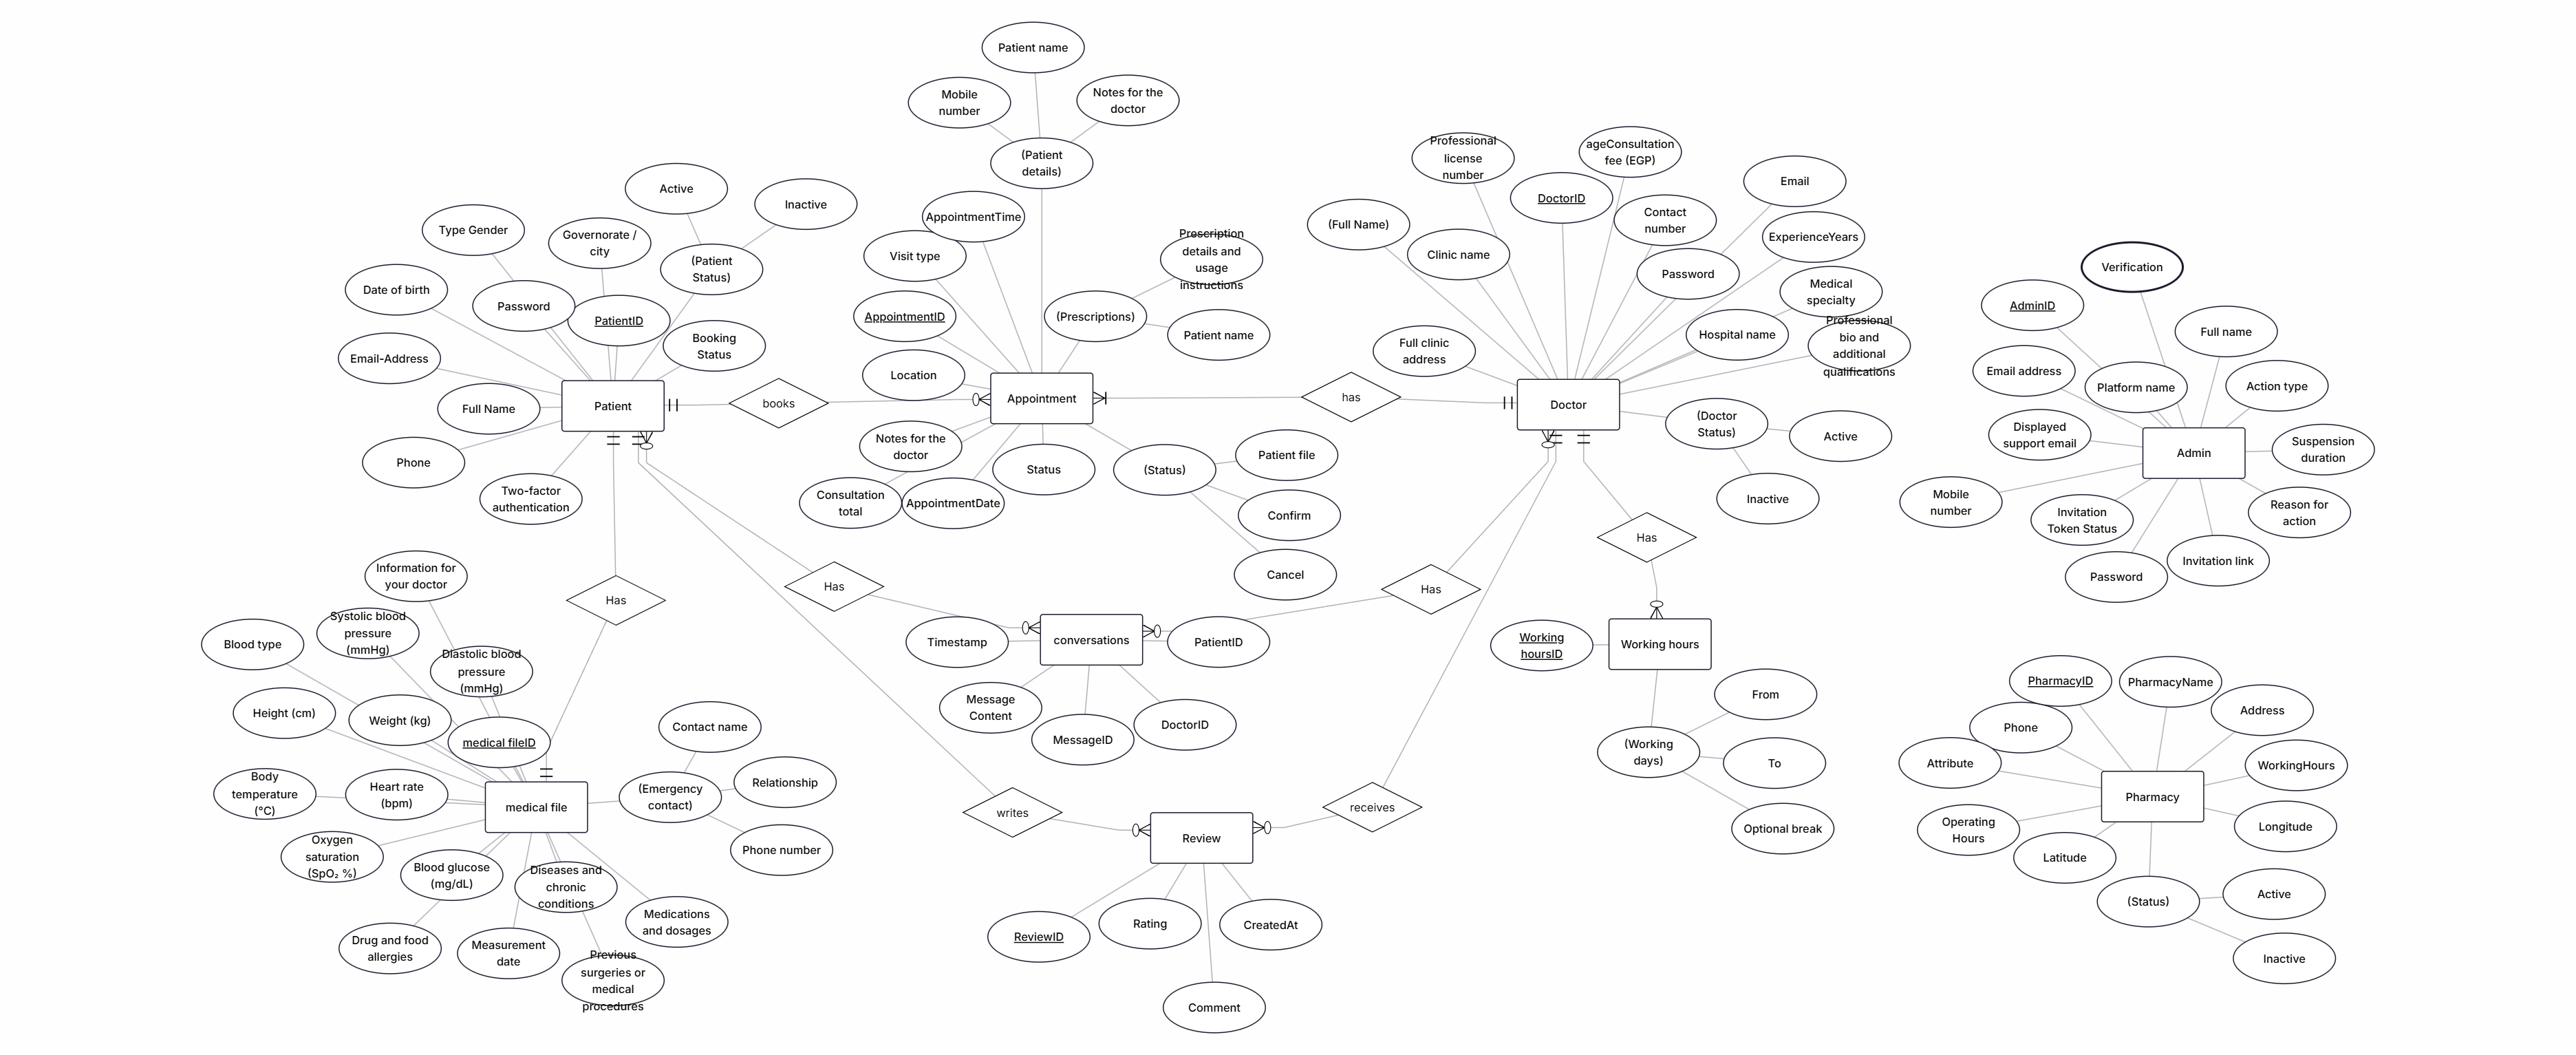 Patient name
Mobile
number
Notes for the
doctor
(Patient
details)
Active
Inactive
Type Gender
Governorate /
city
(Patient
Status)
Date of birth
Password
PatientID
Booking
Status
Email-Address
Full Name
Patient
Phone
Two-factor
authentication
books
AppointmentTime
Visit type
Prescription
details and
usage
instructions
AppointmentID
(Prescriptions)
Patient name
Location
Appointment
Notes for the
doctor
Status
(Status)
Patient file
Consultation
total
AppointmentDate
Confirm
Cancel
has
Professional
license
number
ageConsultation
fee (EGP)
Email
DoctorID
(Full Name)
Contact
number
ExperienceYears
Clinic name
Password
Medical
specialty
Hospital name
Professional
bio and
additional
qualifications
Full clinic
address
Doctor
(Doctor
Status)
Active
Inactive
Verification
AdminID
Full name
Email address
Platform name
Action type
Displayed
support email
Admin
Suspension
duration
Mobile
number
Invitation
Token Status
Reason for
action
Password
Invitation link
Has
Has
Has
Has
Information for
your doctor
Systolic blood
pressure
(mmHg)
Blood type
Diastolic blood
pressure
(mmHg)
Height (cm)
Weight (kg)
medical fileID
Contact name
Body
temperature
(°C)
Heart rate
(bpm)
medical file
(Emergency
contact)
Relationship
Phone number
Oxygen
saturation
(SpO₂ %)
Blood glucose
(mg/dL)
Diseases and
chronic
conditions
Medications
and dosages
Drug and food
allergies
Measurement
date
Previous
surgeries or
medical
procedures
Timestamp
conversations
PatientID
Message
Content
MessageID
DoctorID
Working
hoursID
Working hours
From
(Working
days)
To
Optional break
writes
Review
receives
ReviewID
Rating
CreatedAt
Comment
PharmacyID
PharmacyName
Address
Phone
Attribute
WorkingHours
Pharmacy
Operating
Hours
Longitude
Latitude
(Status)
Active
Inactive